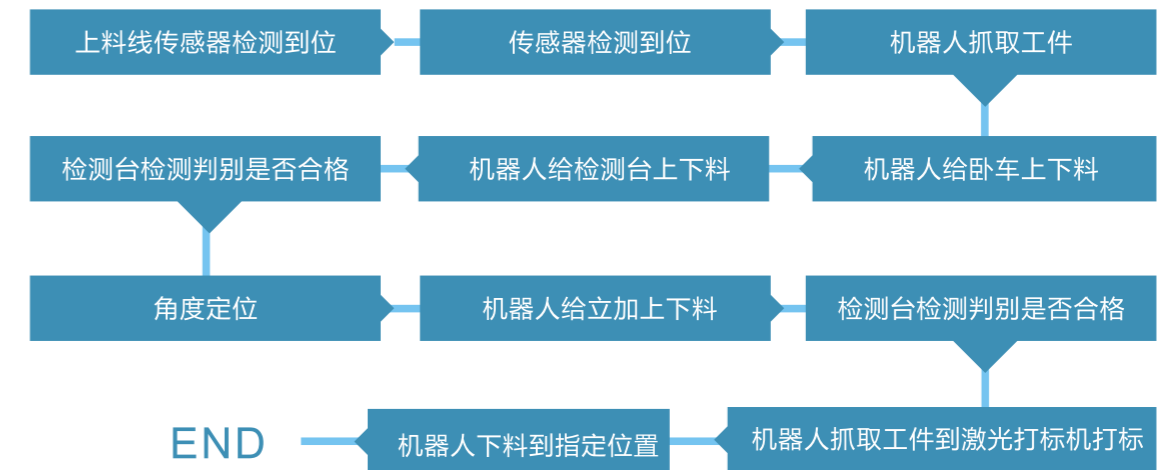 上料线传感器检测到位
传感器检测到位
机器人抓取工件
机器人给卧车上下料
机器人给检测台上下料
检测台检测判别是否合格
角度定位
机器人给立加上下料
检测台检测判别是否合格
机器人抓取工件到激光打标机打标
机器人下料到指定位置
END